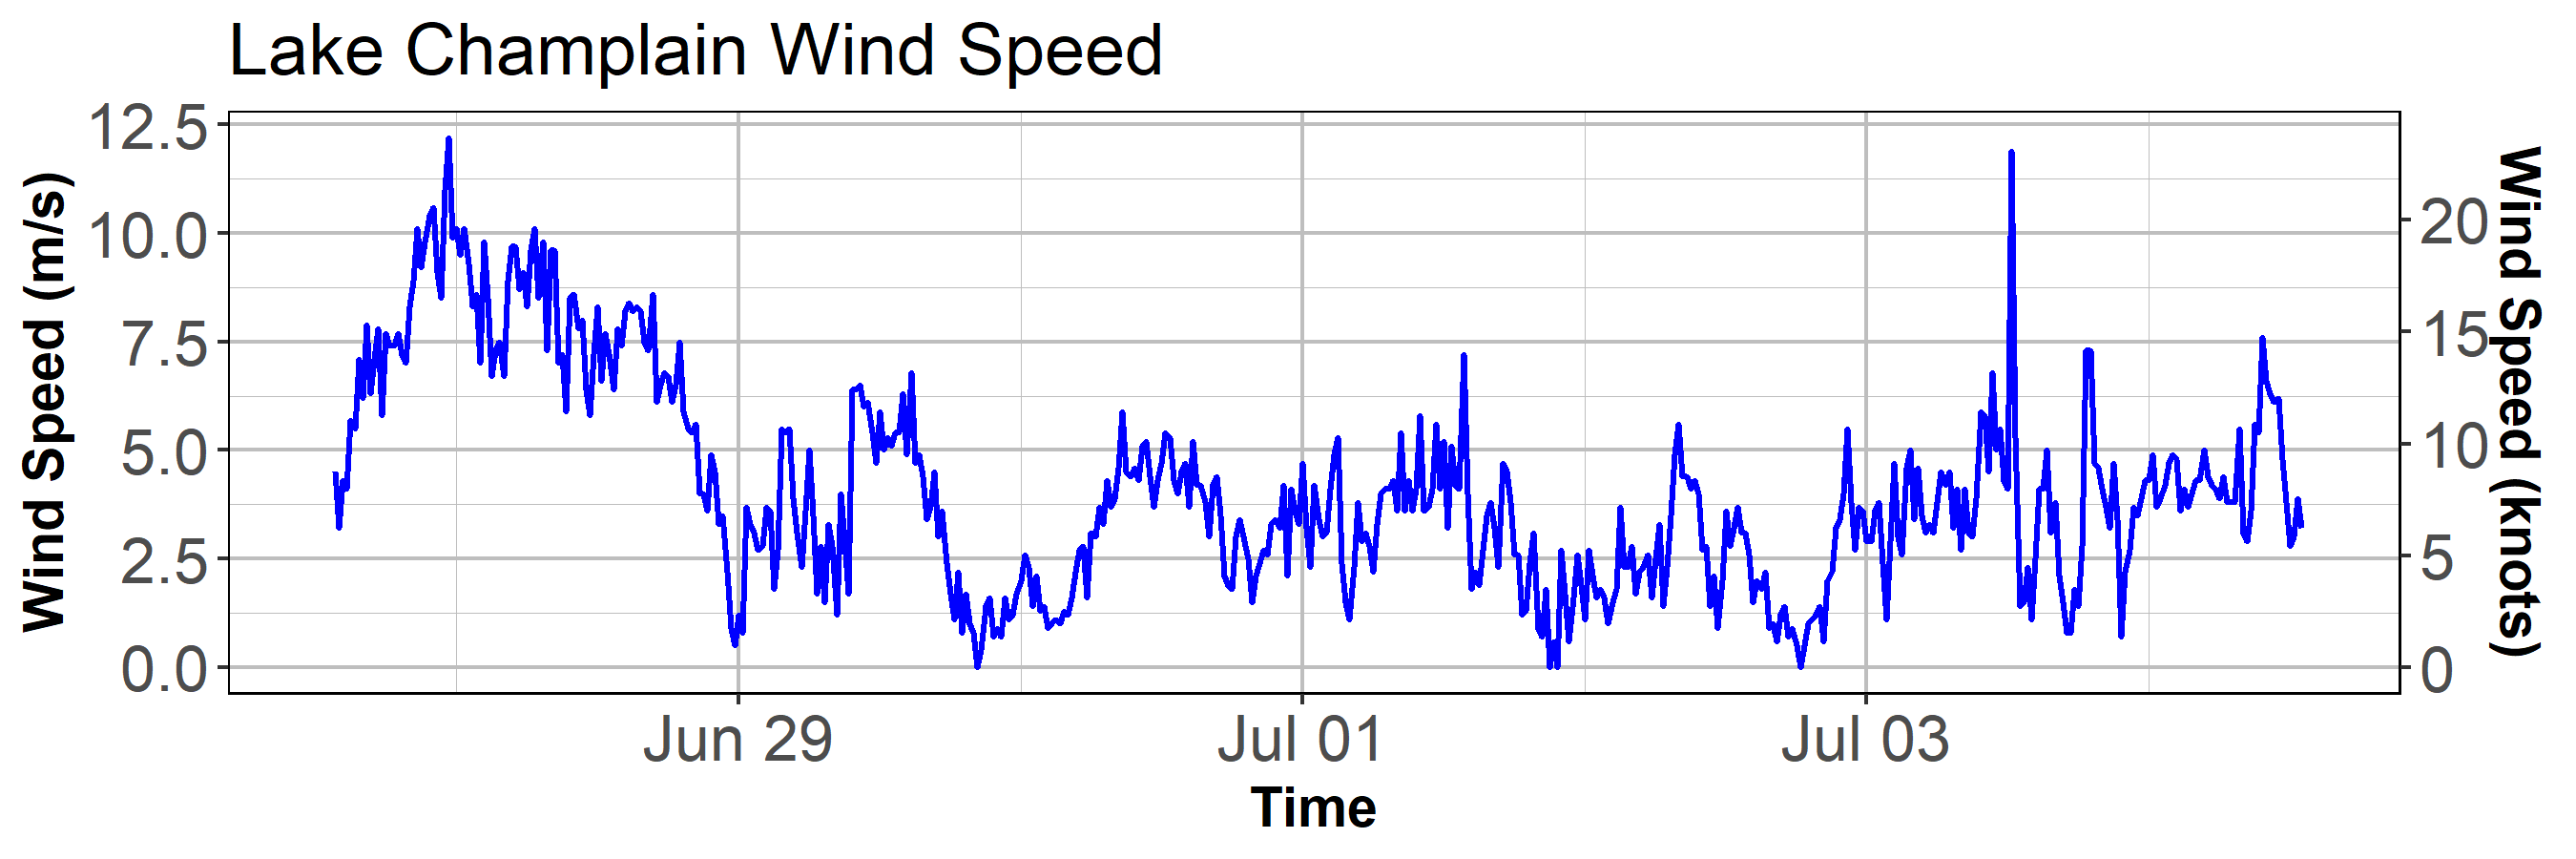 Lake Champlain Wind Speed
Wind Speed (m/s)
12.5
10.0
7.5
5.0
2.5
0.0
Wind Speed (knots)
20
15
10
5
0
Jun 29
Jul 01
Jul 03
Time